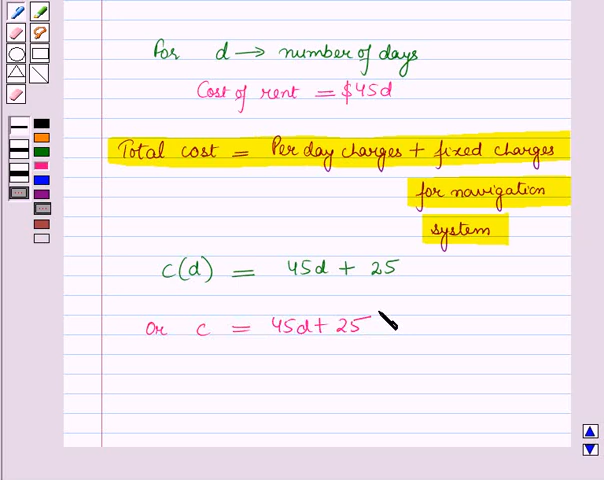 For d → number of days
Cost of rent = $45d
Total cost = Per day charges + fixed charges
for navigation
system
c(d) = 45d + 25
Or c = 45d + 25